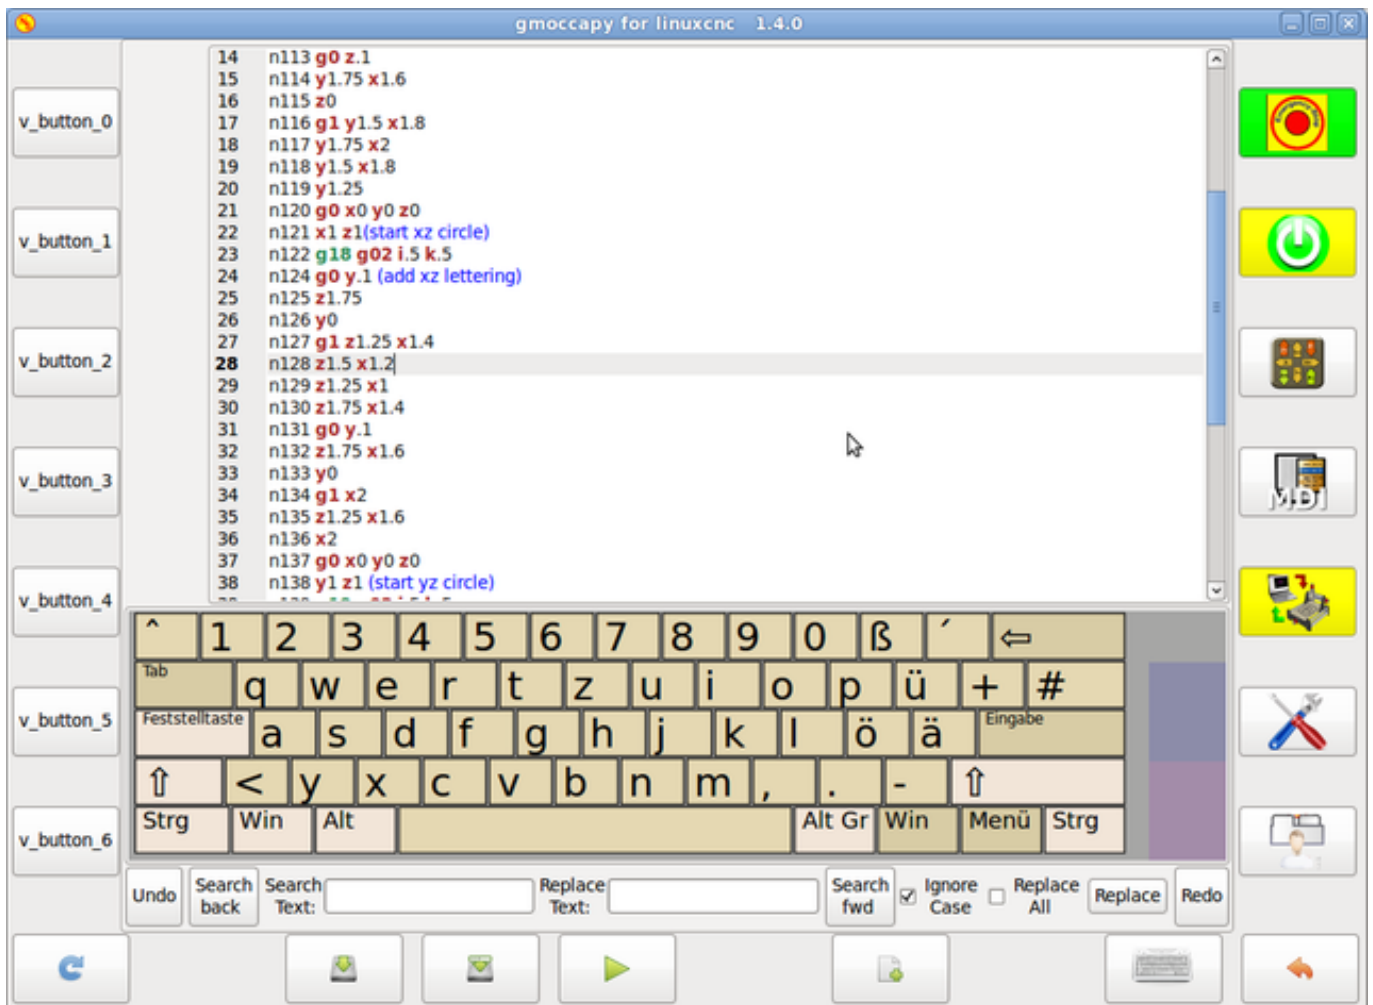 gmoccapy for linuxcnc 1.4.0
v_button_0
v_button_1
v_button_2
v_button_3
v_button_4
v_button_5
v_button_6
14 n113 g0 z.1
15 n114 y1.75 x1.6
16 n115 z0
17 n116 g1 y1.5 x1.8
18 n117 y1.75 x2
19 n118 y1.5 x1.8
20 n119 y1.25
21 n120 g0 x0 y0 z0
22 n121 x1 z1(start xz circle)
23 n122 g18 g02 i.5 k.5
24 n124 g0 y.1 (add xz lettering)
25 n125 z1.75
26 n126 y0
27 n127 g1 z1.25 x1.4
28 n128 z1.5 x1.2
29 n129 z1.25 x1
30 n130 z1.75 x1.4
31 n131 g0 y.1
32 n132 z1.75 x1.6
33 n133 y0
34 n134 g1 x2
35 n135 z1.25 x1.6
36 n136 x2
37 n137 g0 x0 y0 z0
38 n138 y1 z1 (start yz circle)
MDI
^ 1 2 3 4 5 6 7 8 9 0 ß ´ ⇦
Tab q w e r t z u i o p ü + #
Feststelltaste a s d f g h j k l ö ä Eingabe
⇧ < y x c v b n m , . - ⇧
Strg Win Alt Alt Gr Win Menü Strg
Undo
Search back
Search Text:
Replace Text:
Search fwd
Ignore Case
Replace All
Replace
Redo